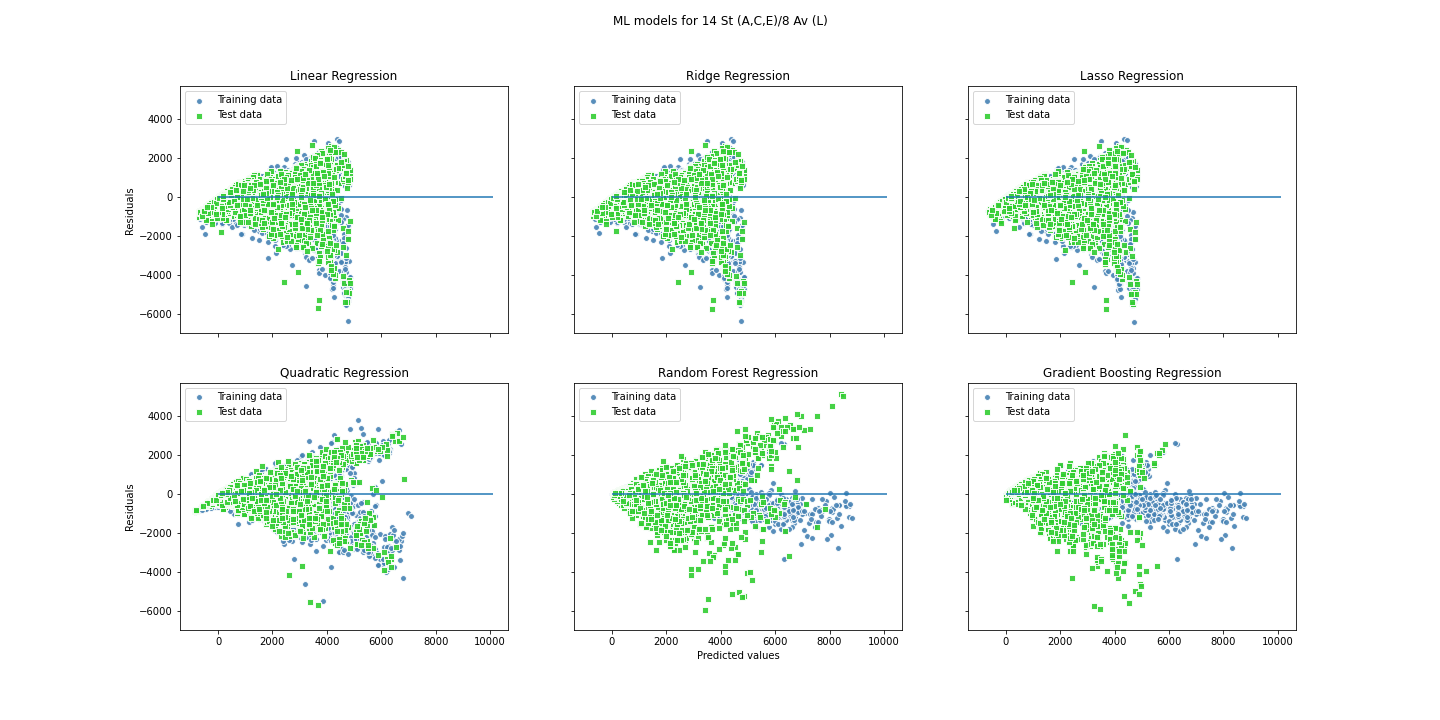 ML models for 14 St (A,C,E)/8 Av (L)
Linear Regression
Training data
Test data
4000
2000
0
−2000
−4000
−6000
Residuals
Ridge Regression
Training data
Test data
Lasso Regression
Training data
Test data
Quadratic Regression
Training data
Test data
4000
2000
0
−2000
−4000
−6000
Residuals
0 2000 4000 6000 8000 10000
Random Forest Regression
Training data
Test data
0 2000 4000 6000 8000 10000
Predicted values
Gradient Boosting Regression
Training data
Test data
0 2000 4000 6000 8000 10000